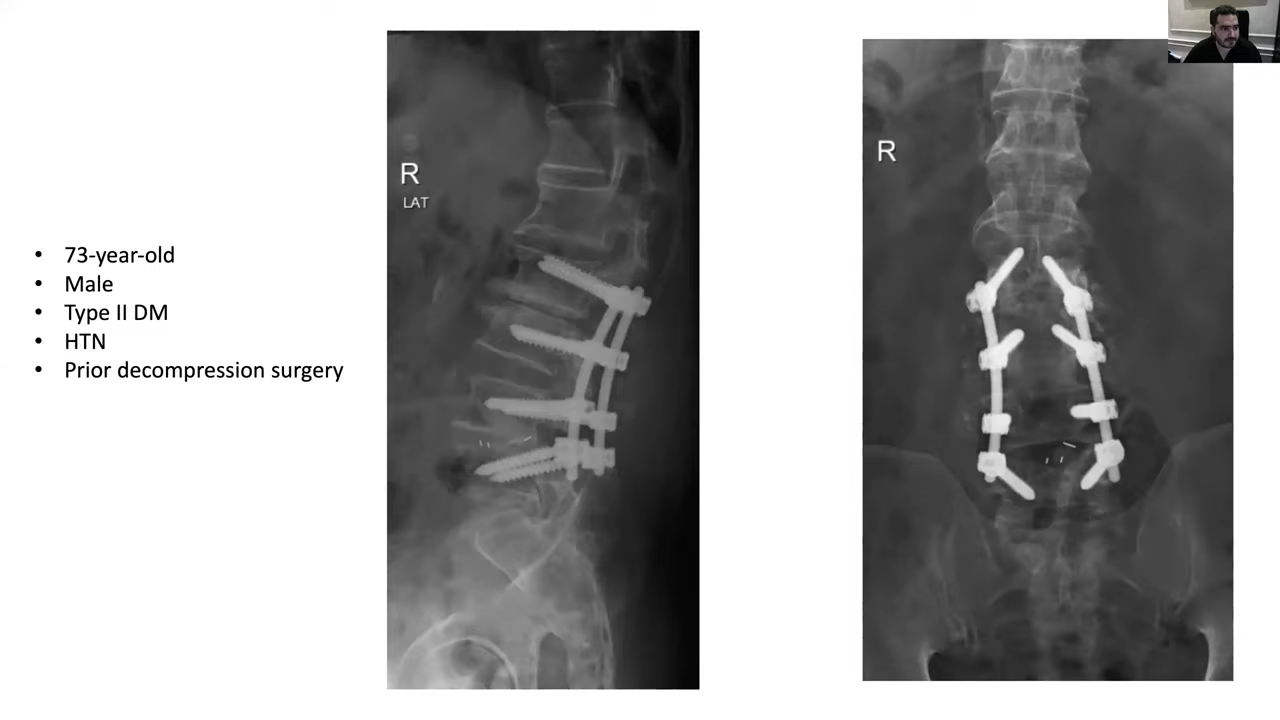 • 73-year-old
• Male
• Type II DM
• HTN
• Prior decompression surgery
R
LAT
R